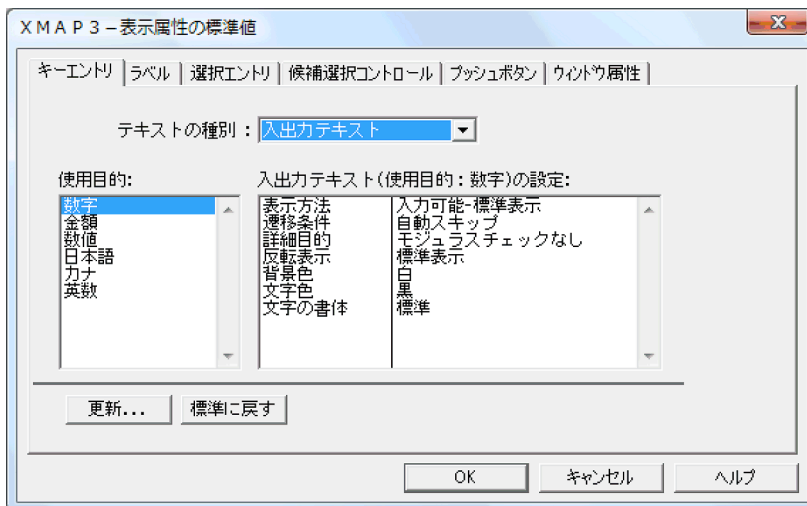 XMAP3－表示属性の標準値
キーエントリ ラベル 選択エントリ 候補選択コントロール プッシュボタン ウィンドウ属性
テキストの種別： 入出力テキスト
使用目的: 入出力テキスト(使用目的：数字)の設定:
数字 表示方法 入力可能-標準表示
金額 遷移条件 自動スキップ
数値 詳細目的 モジュラスチェックなし
日本語 反転表示 標準表示
カナ 背景色 白
英数 文字色 黒
文字の書体 標準
更新... 標準に戻す
OK キャンセル ヘルプ